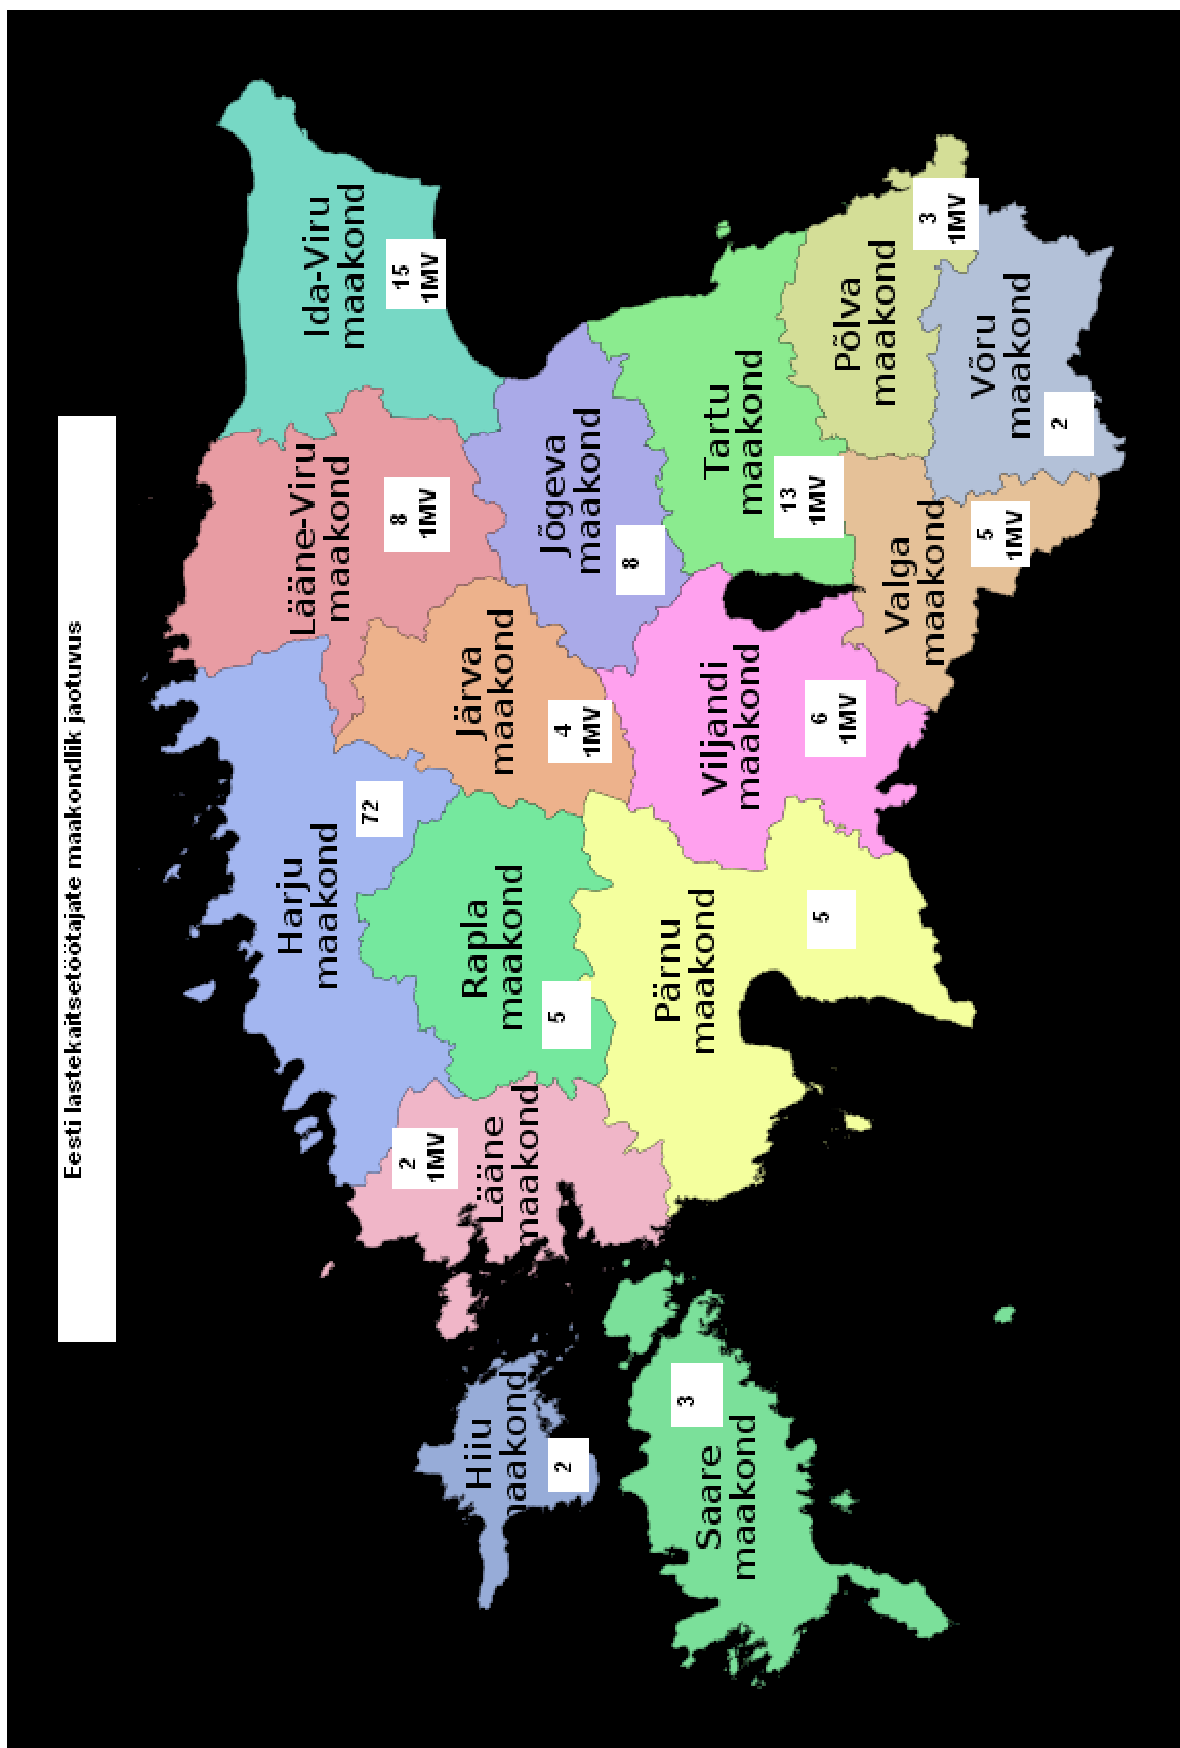 Eesti lastekaitsetöötajate maakondlik jaotuvus
Harju
maakond
72
Lääne-Viru
maakond
8
1MV
Ida-Viru
maakond
15
1MV
Hiiu
maakond
2
Lääne
maakond
2
1MV
Rapla
maakond
5
Järva
maakond
4
1MV
Jõgeva
maakond
8
Saare
maakond
3
Pärnu
maakond
5
Viljandi
maakond
6
1MV
Tartu
maakond
13
1MV
Põlva
maakond
3
1MV
Valga
maakond
5
1MV
Võru
maakond
2